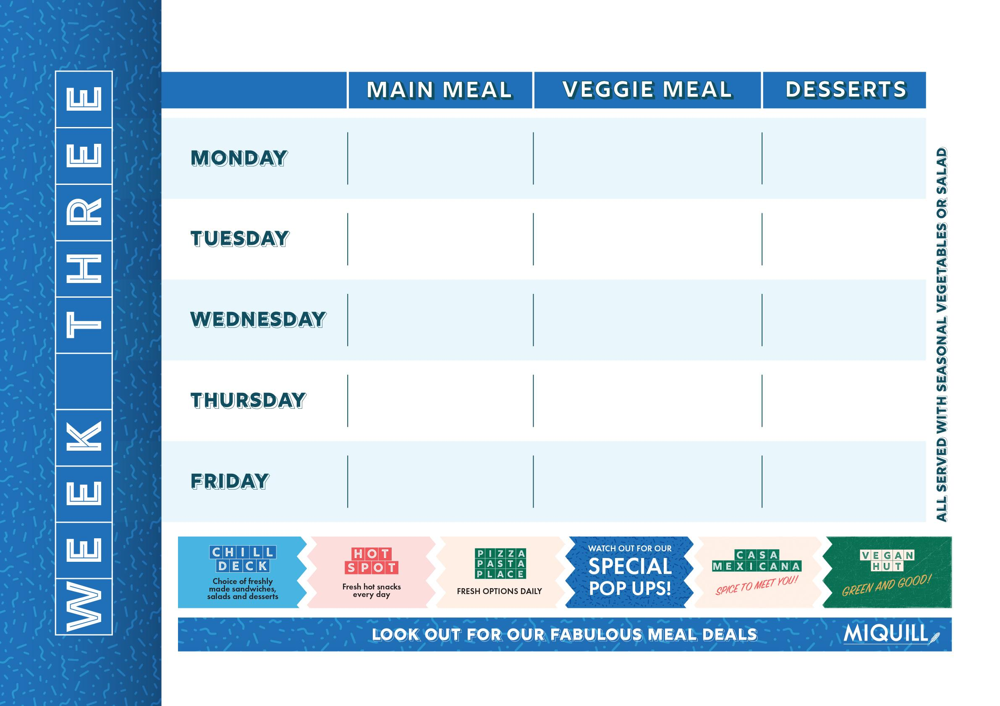 WEEK THREE
MAIN MEAL
VEGGIE MEAL
DESSERTS
MONDAY
TUESDAY
WEDNESDAY
THURSDAY
FRIDAY
ALL SERVED WITH SEASONAL VEGETABLES OR SALAD
CHILL
DECK
Choice of freshly
made sandwiches,
salads and desserts
HOT
SPOT
Fresh hot snacks
every day
PIZZA
PASTA
PLACE
FRESH OPTIONS DAILY
WATCH OUT FOR OUR
SPECIAL
POP UPS!
CASA
MEXICANA
SPICE TO MEET YOU!
VEGAN
HUT
GREEN AND GOOD!
LOOK OUT FOR OUR FABULOUS MEAL DEALS
MIQUILL